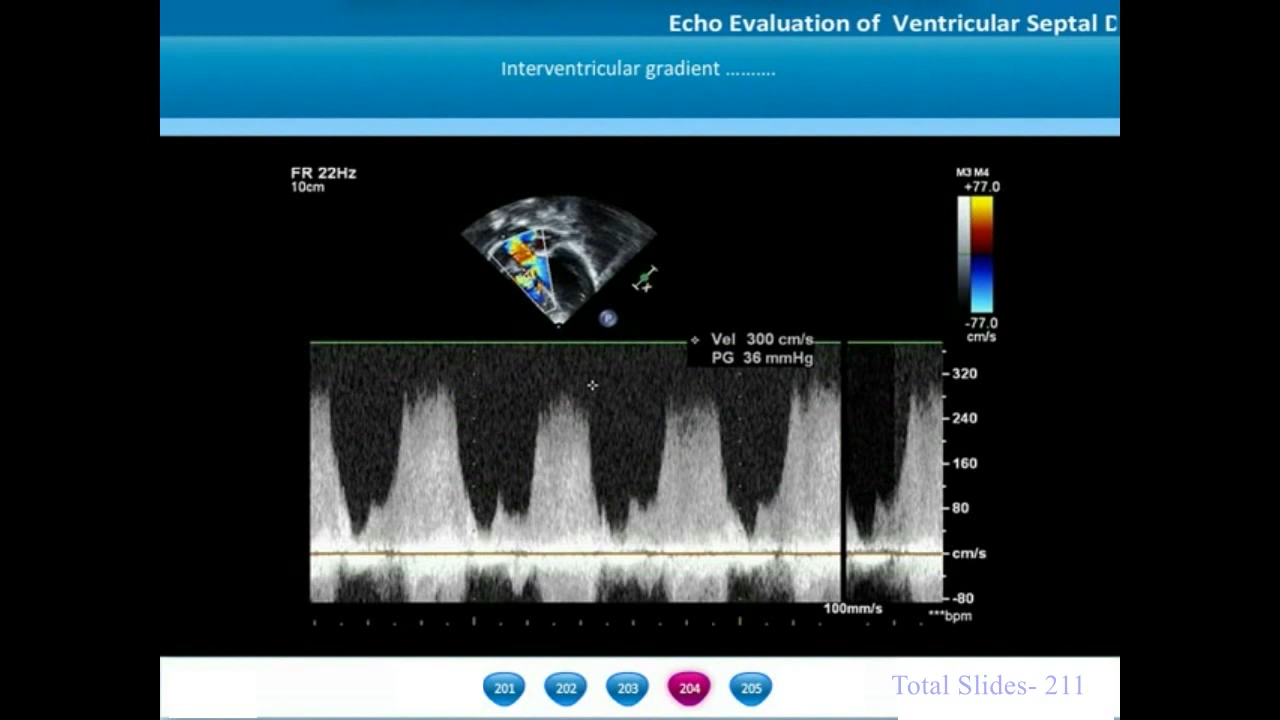 Echo Evaluation of Ventricular Septal D
Interventricular gradient ..........
FR 22Hz
10cm
M3 M4
+77.0
-77.0
cm/s
P
Vel 300 cm/s
PG 36 mmHg
320
240
160
80
cm/s
-80
100mm/s
***bpm
201 202 203 204 205
Total Slides- 211